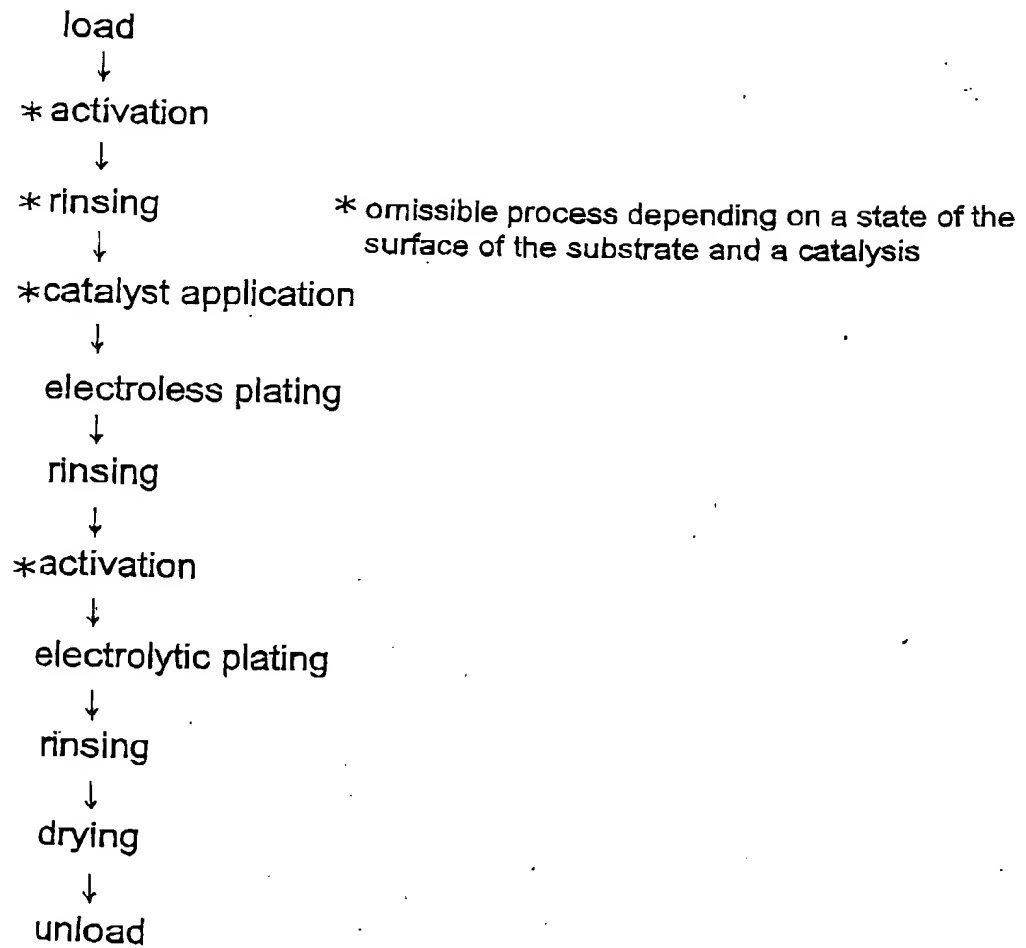 load
↓
* activation
↓
* rinsing
* omissible process depending on a state of the
surface of the substrate and a catalysis
↓
* catalyst application
↓
electroless plating
↓
rinsing
↓
* activation
↓
electrolytic plating
↓
rinsing
↓
drying
↓
unload